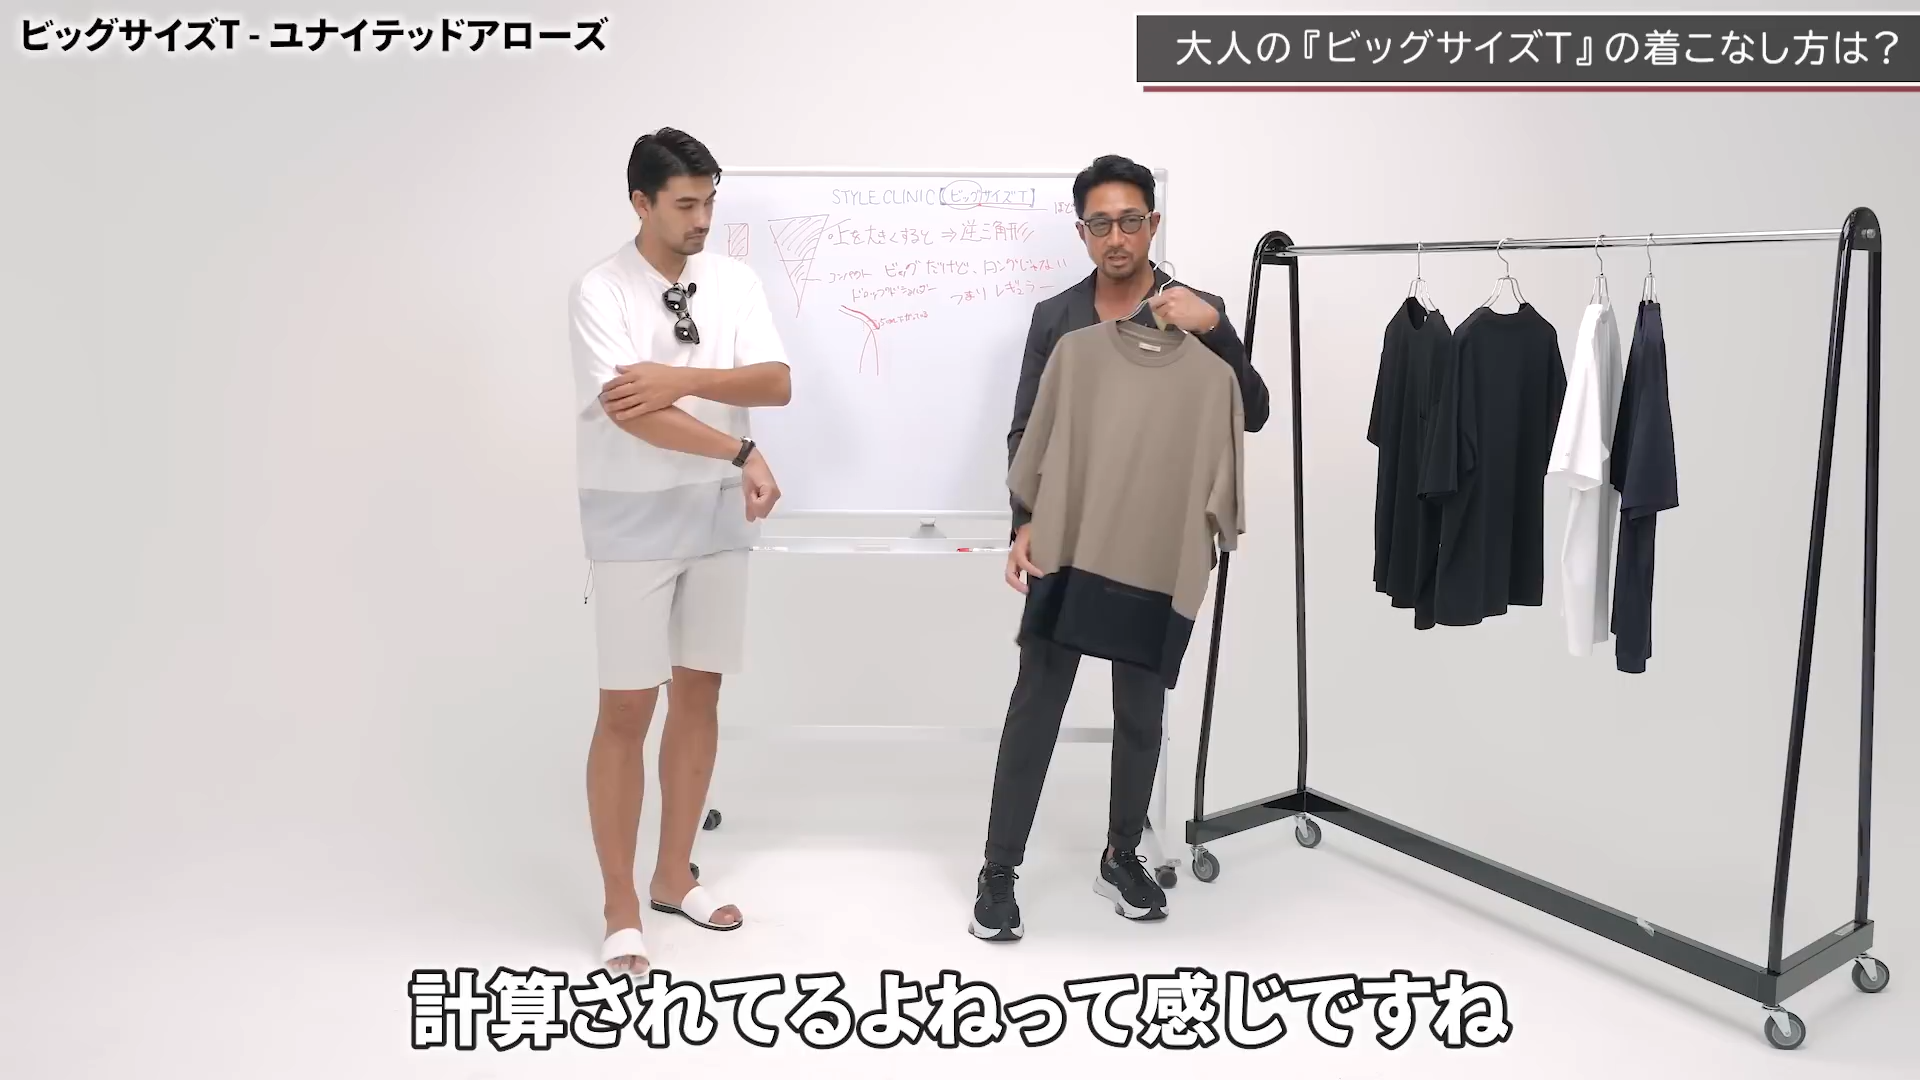 ビッグサイズT - ユナイテッドアローズ
大人の『ビッグサイズT』の着こなし方は？
STYLE CLINIC【ビッグサイズT】
上を大きくすると ⇒ 逆三角形
コンパクト ビッグだけど、ロングじゃない
ドロップドショルダー つまりレギュラー
計算されてるよねって感じですね